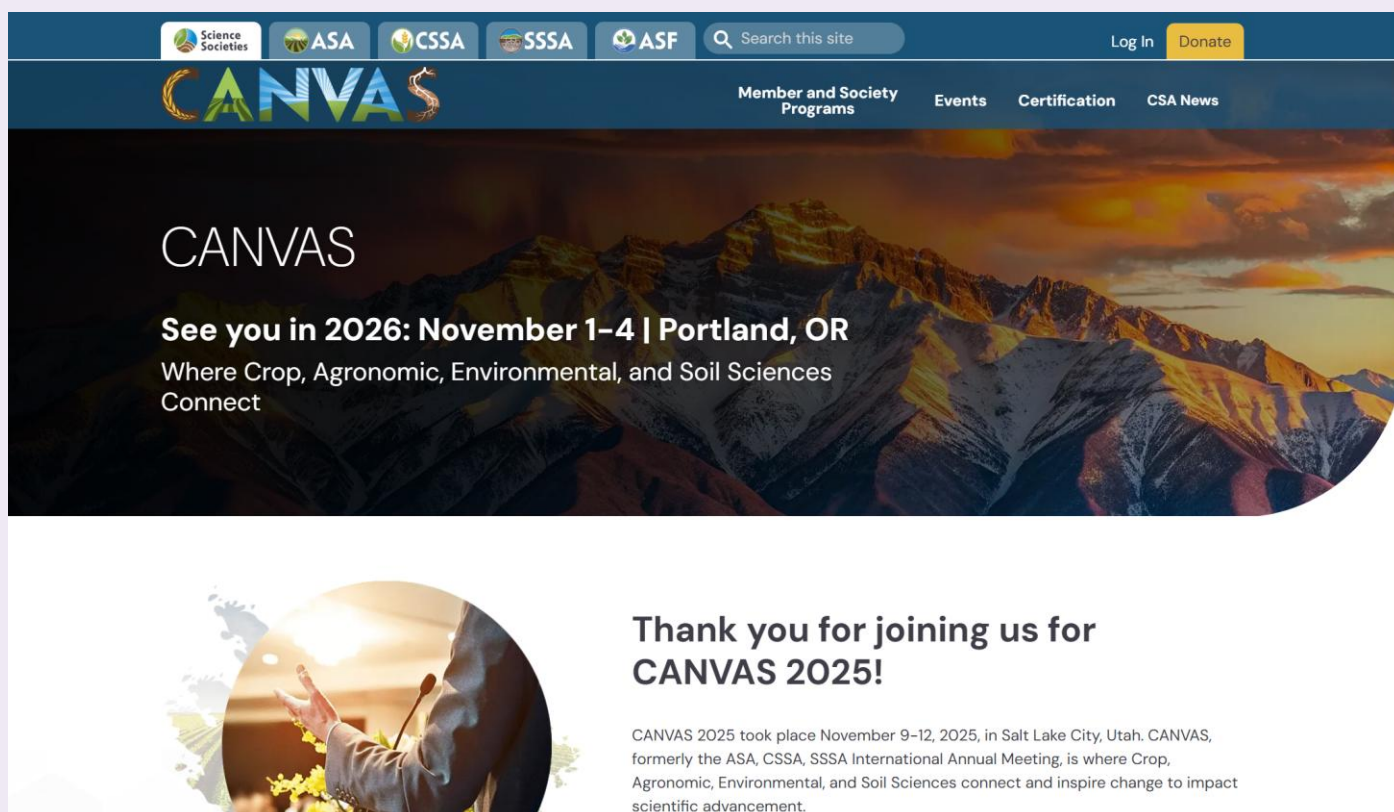 Science Societies
ASA
CSSA
SSSA
ASF
Search this site
Log In
Donate
CANVAS
Member and Society
Programs
Events
Certification
CSA News
CANVAS
See you in 2026: November 1–4 | Portland, OR
Where Crop, Agronomic, Environmental, and Soil Sciences
Connect
Thank you for joining us for
CANVAS 2025!
CANVAS 2025 took place November 9-12, 2025, in Salt Lake City, Utah. CANVAS,
formerly the ASA, CSSA, SSSA International Annual Meeting, is where Crop,
Agronomic, Environmental, and Soil Sciences connect and inspire change to impact
scientific advancement.